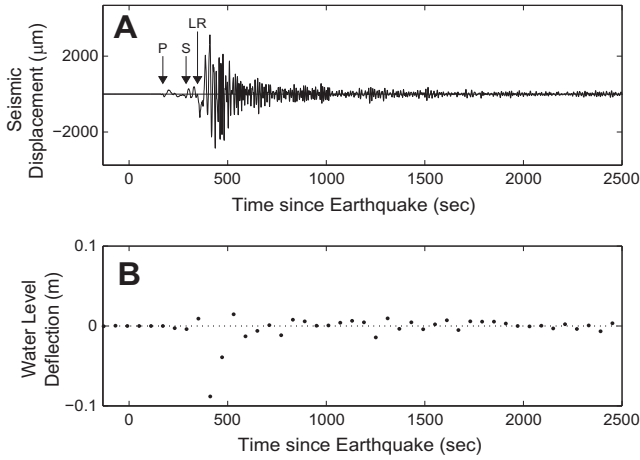 A
P
S
LR
2000
0
−2000
Seismic
Displacement (μm)
0
500
1000
1500
2000
2500
Time since Earthquake (sec)
B
0.1
0
−0.1
Water Level
Deflection (m)
0
500
1000
1500
2000
2500
Time since Earthquake (sec)